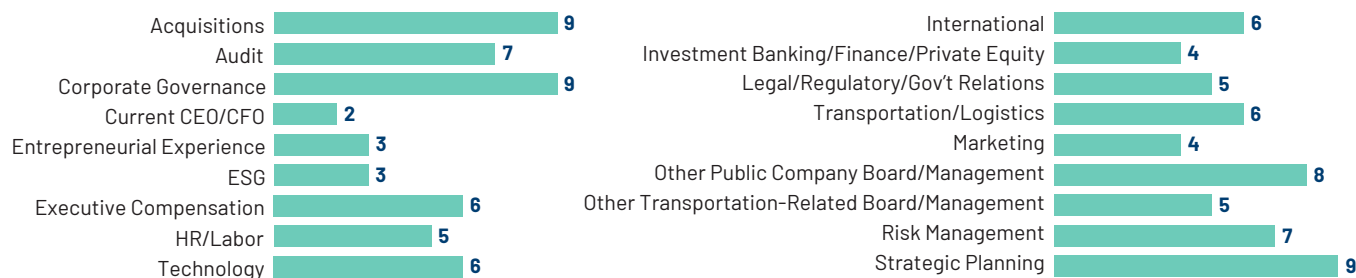 Acquisitions 9
Audit 7
Corporate Governance 9
Current CEO/CFO 2
Entrepreneurial Experience 3
ESG 3
Executive Compensation 6
HR/Labor 5
Technology 6
International 6
Investment Banking/Finance/Private Equity 4
Legal/Regulatory/Gov’t Relations 5
Transportation/Logistics 6
Marketing 4
Other Public Company Board/Management 8
Other Transportation-Related Board/Management 5
Risk Management 7
Strategic Planning 9